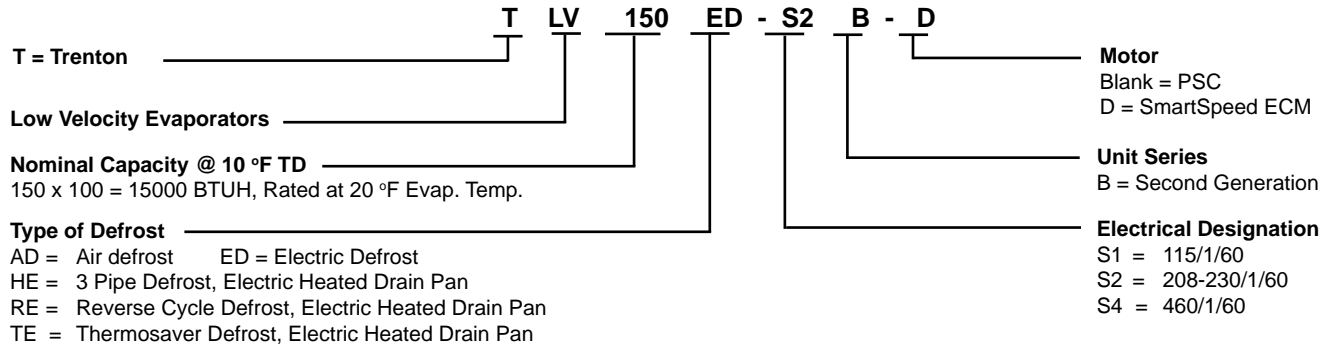 T LV 150 ED - S2 B - D
T = Trenton
Low Velocity Evaporators
Nominal Capacity @ 10 °F TD
150 x 100 = 15000 BTUH, Rated at 20 °F Evap. Temp.
Type of Defrost
AD = Air defrost ED = Electric Defrost
HE = 3 Pipe Defrost, Electric Heated Drain Pan
RE = Reverse Cycle Defrost, Electric Heated Drain Pan
TE = Thermosaver Defrost, Electric Heated Drain Pan
Motor
Blank = PSC
D = SmartSpeed ECM
Unit Series
B = Second Generation
Electrical Designation
S1 = 115/1/60
S2 = 208-230/1/60
S4 = 460/1/60